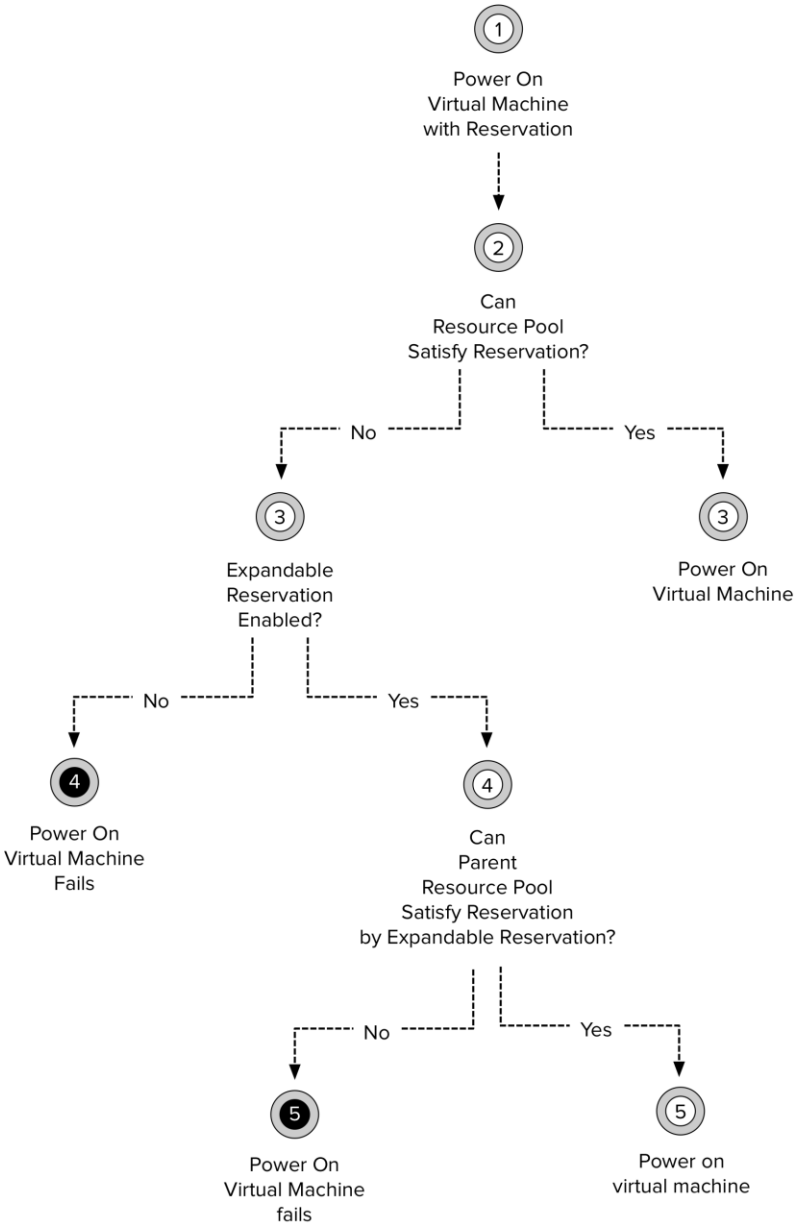 1
Power On
Virtual Machine
with Reservation
2
Can
Resource Pool
Satisfy Reservation?
No
Yes
3
Expandable
Reservation
Enabled?
3
Power On
Virtual Machine
No
Yes
4
Power On
Virtual Machine
Fails
4
Can
Parent
Resource Pool
Satisfy Reservation
by Expandable Reservation?
No
Yes
5
Power On
Virtual Machine
fails
5
Power on
virtual machine